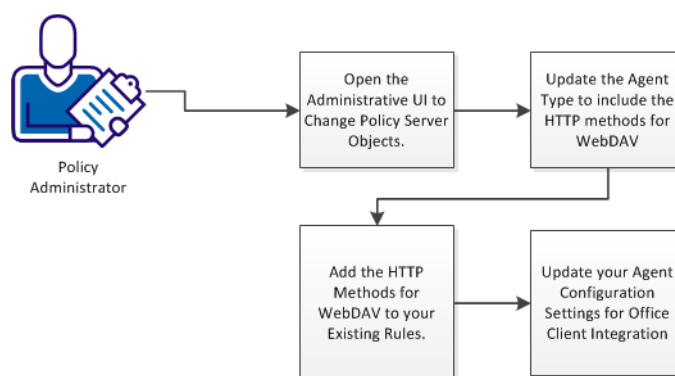 Policy
Administrator
Open the
Administrative UI to
Change Policy Server
Objects.
Update the Agent
Type to include the
HTTP methods for
WebDAV
Add the HTTP
Methods for
WebDAV to your
Existing Rules.
Update your Agent
Configuration
Settings for Office
Client Integration